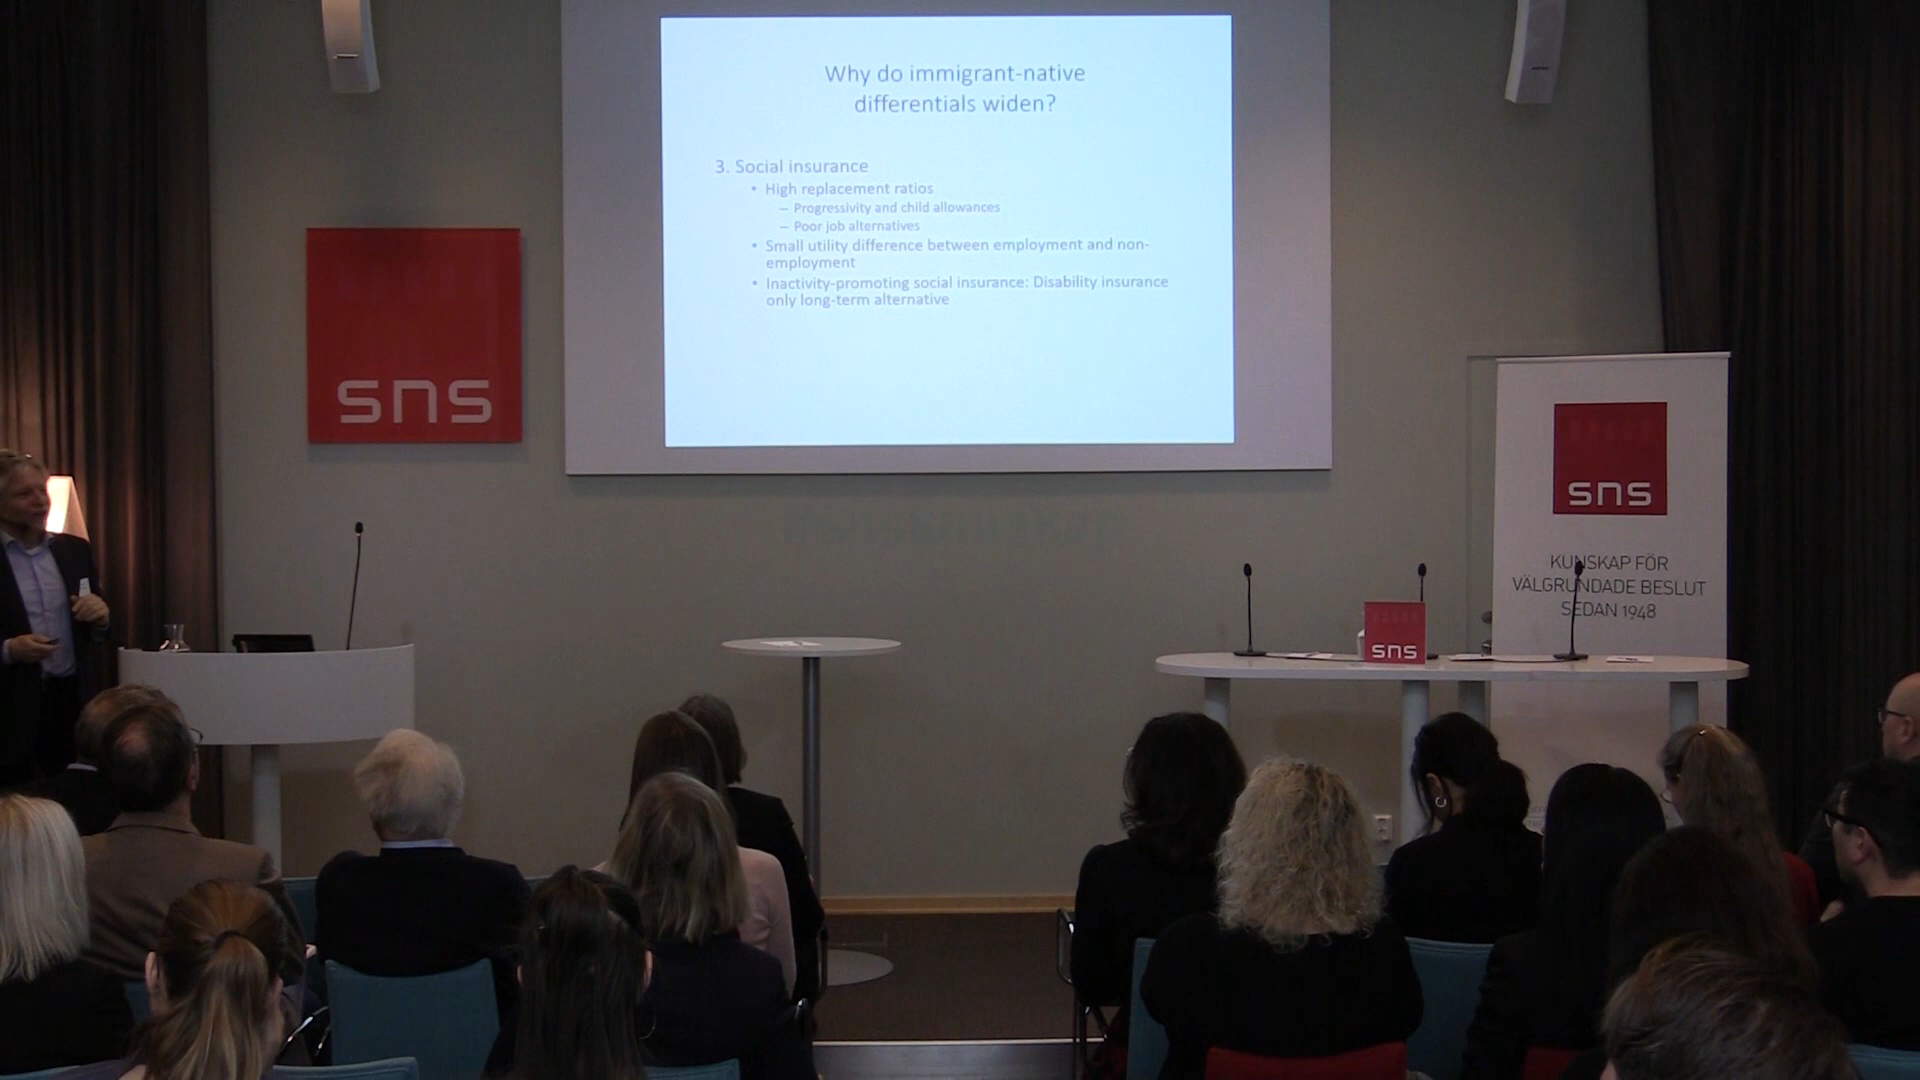 Why do immigrant-native
differentials widen?
3. Social insurance
• High replacement ratios
– Progressivity and child allowances
– Poor job alternatives
• Small utility difference between employment and non-
employment
• Inactivity-promoting social insurance: Disability insurance
only long-term alternative
sns
sns
KUNSKAP FÖR
VÄLGRUNDADE BESLUT
SEDAN 1948
sns